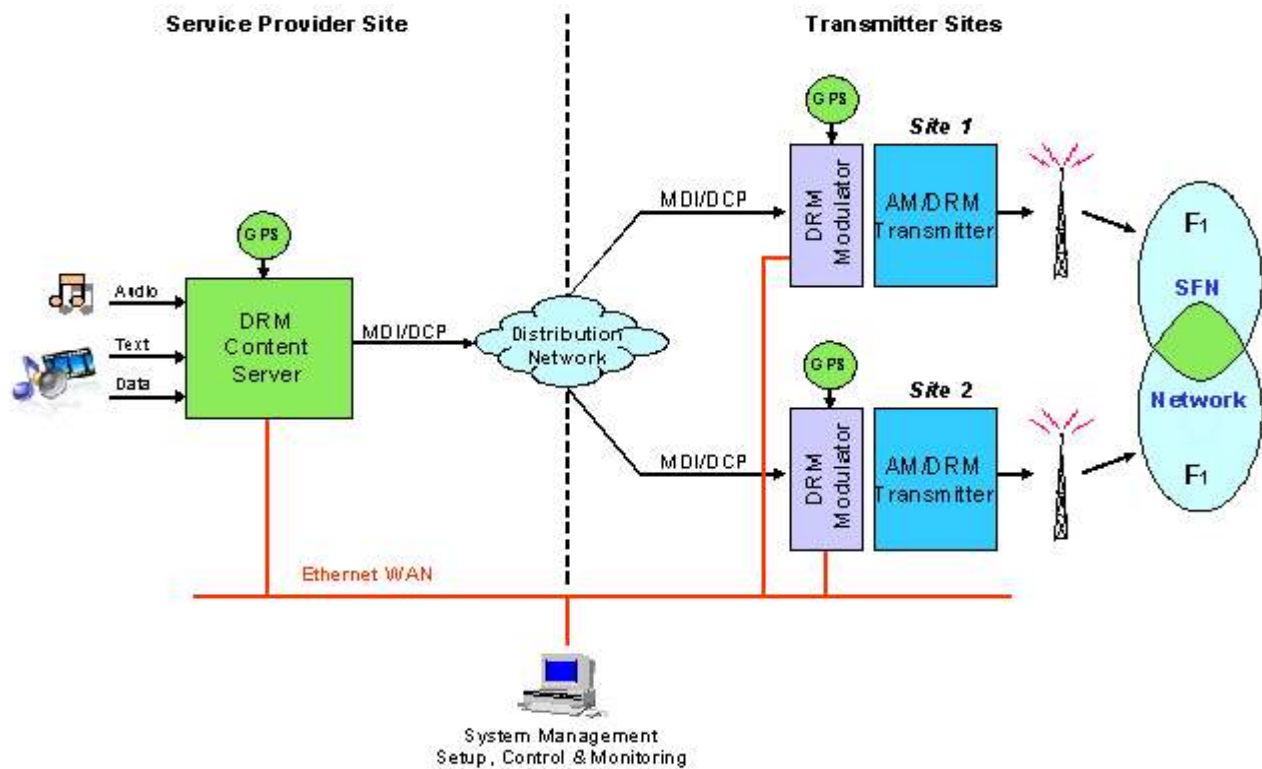 Service Provider Site
Transmitter Sites
GPS
Site 1
MDI/DCP
DRM
Modulator
AM/DRM
Transmitter
F1
SFN
GPS
Audio
Text
Data
DRM
Content
Server
MDI/DCP
Distribution
Network
GPS
Site 2
MDI/DCP
DRM
Modulator
AM/DRM
Transmitter
Network
F1
Ethernet WAN
System Management
Setup, Control & Monitoring